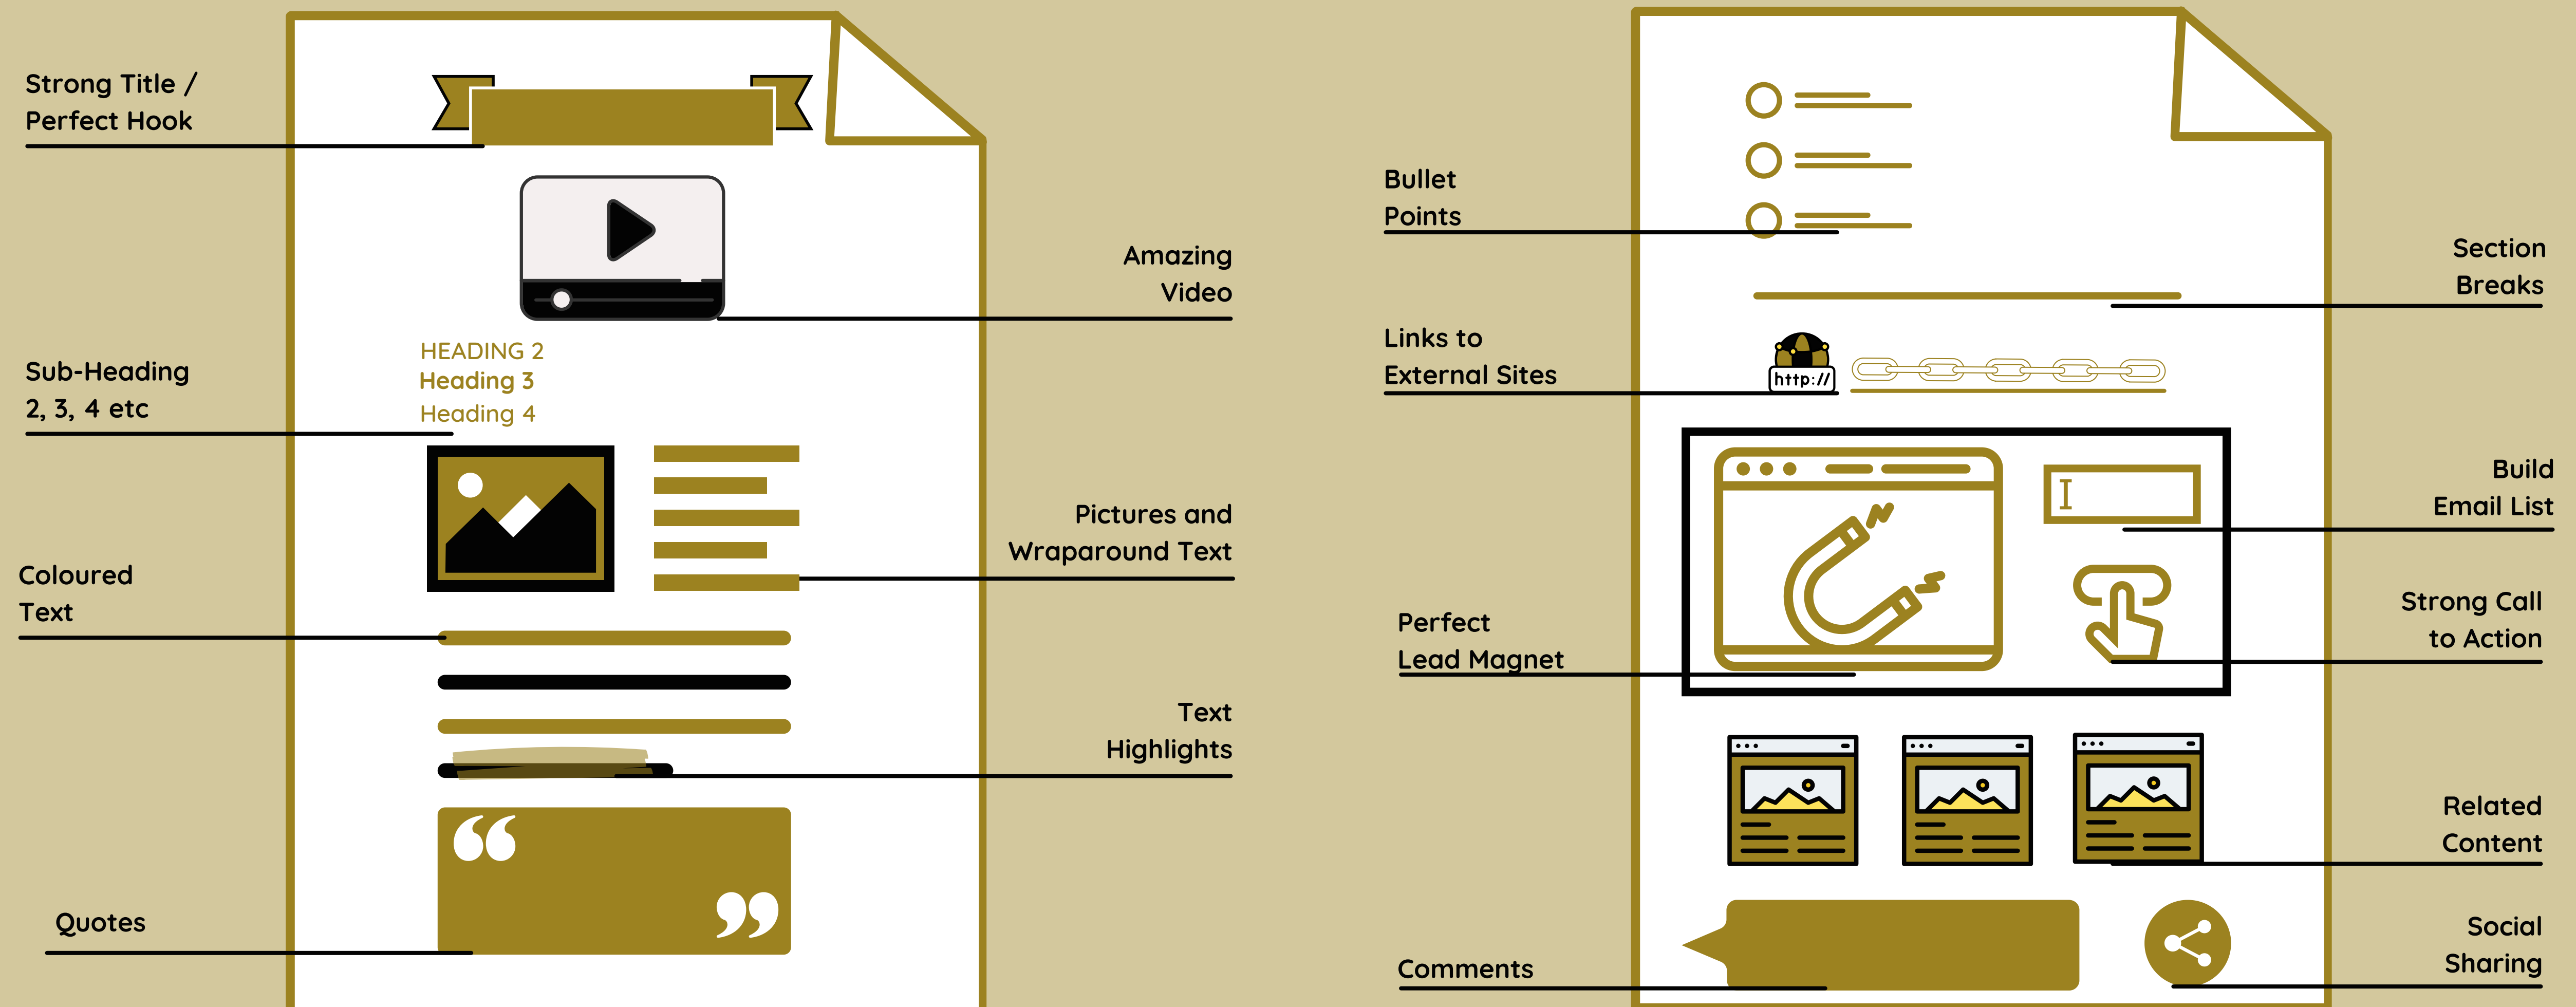 Strong Title /
Perfect Hook
Amazing
Video
HEADING 2
Heading 3
Heading 4
Sub-Heading
2, 3, 4 etc
Pictures and
Wraparound Text
Coloured
Text
Text
Highlights
Quotes
Bullet
Points
Section
Breaks
Links to
External Sites
http://
Build
Email List
Strong Call
to Action
Perfect
Lead Magnet
Related
Content
Comments
Social
Sharing